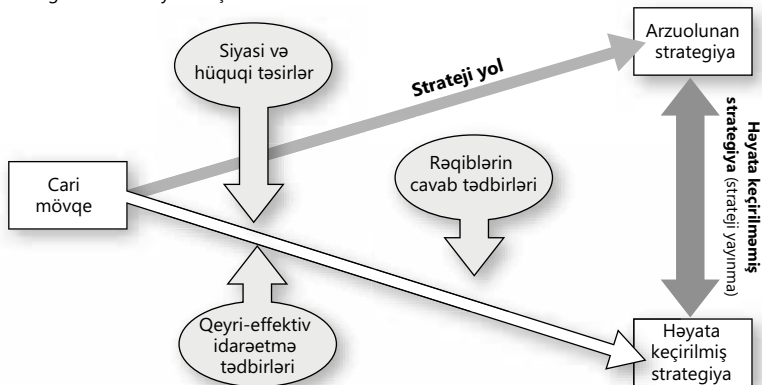 Siyasi və
hüquqi təsirlər
Arzuolunan
strategiya
Strateji yol
Rəqiblərin
cavab tədbirləri
Cari
mövqe
Həyata keçirilməmiş
strategiya (strateji yayınma)
Qeyri-effektiv
idarəetmə
tədbirləri
Həyata
keçirilmiş
strategiya